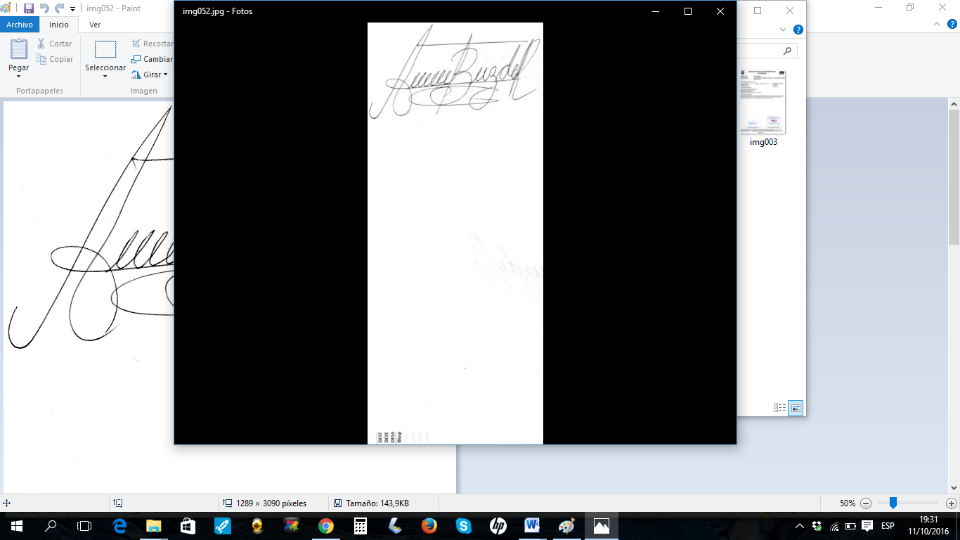 img052 - Paint
Archivo Inicio Ver
Pegar
Cortar
Copiar
Portapapeles
Seleccionar
Recortar
Cambiar
Girar
Imagen
img052.jpg - Fotos
img003
1289 × 3090 píxeles
Tamaño: 143,9KB
50%
ESP
19:31
11/10/2016